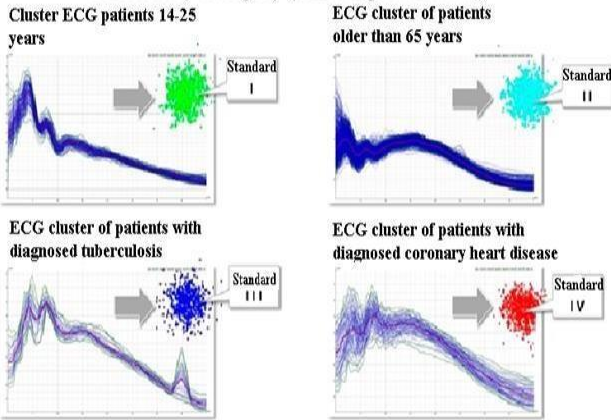 Cluster ECG patients 14-25
years
Standard
I
ECG cluster of patients
older than 65 years
Standard
II
ECG cluster of patients with
diagnosed tuberculosis
Standard
III
ECG cluster of patients with
diagnosed coronary heart disease
Standard
IV